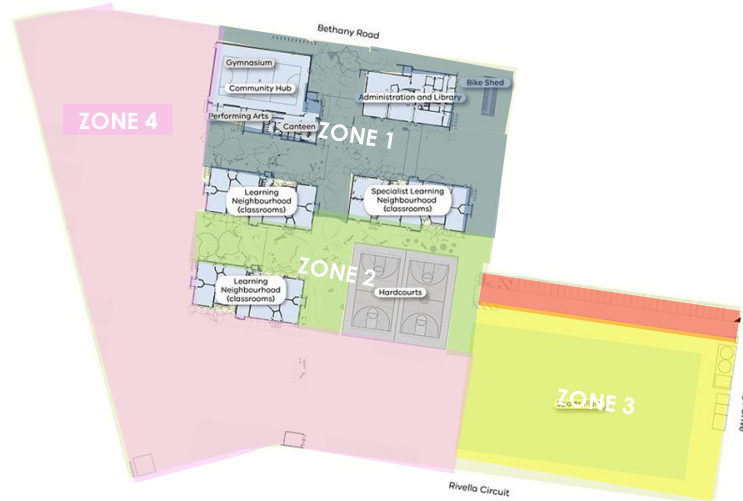 Bethany Road
Gymnasium
Community Hub
Bike Shed
Administration and Library
ZONE 4
Performing Arts
Canteen
ZONE 1
Learning
Neighbourhood
(classrooms)
Specialist Learning
Neighbourhood
(classrooms)
ZONE 2
Learning
Neighbourhood
(classrooms)
Hardcourts
ZONE 3
Rivella Circuit